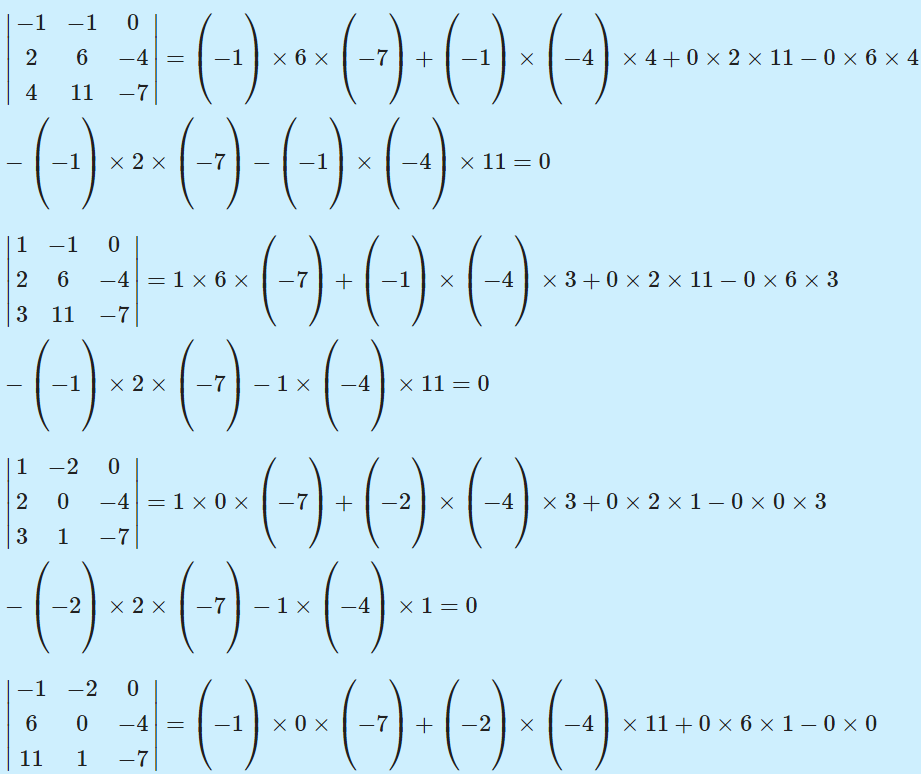 | −1 −1 0 |
| 2 6 −4 | = (−1) × 6 × (−7) + (−1) × (−4) × 4 + 0 × 2 × 11 − 0 × 6 × 4
| 4 11 −7 |
− (−1) × 2 × (−7) − (−1) × (−4) × 11 = 0
| 1 −1 0 |
| 2 6 −4 | = 1 × 6 × (−7) + (−1) × (−4) × 3 + 0 × 2 × 11 − 0 × 6 × 3
| 3 11 −7 |
− (−1) × 2 × (−7) − 1 × (−4) × 11 = 0
| 1 −2 0 |
| 2 0 −4 | = 1 × 0 × (−7) + (−2) × (−4) × 3 + 0 × 2 × 1 − 0 × 0 × 3
| 3 1 −7 |
− (−2) × 2 × (−7) − 1 × (−4) × 1 = 0
| −1 −2 0 |
| 6 0 −4 | = (−1) × 0 × (−7) + (−2) × (−4) × 11 + 0 × 6 × 1 − 0 × 0
| 11 1 −7 |